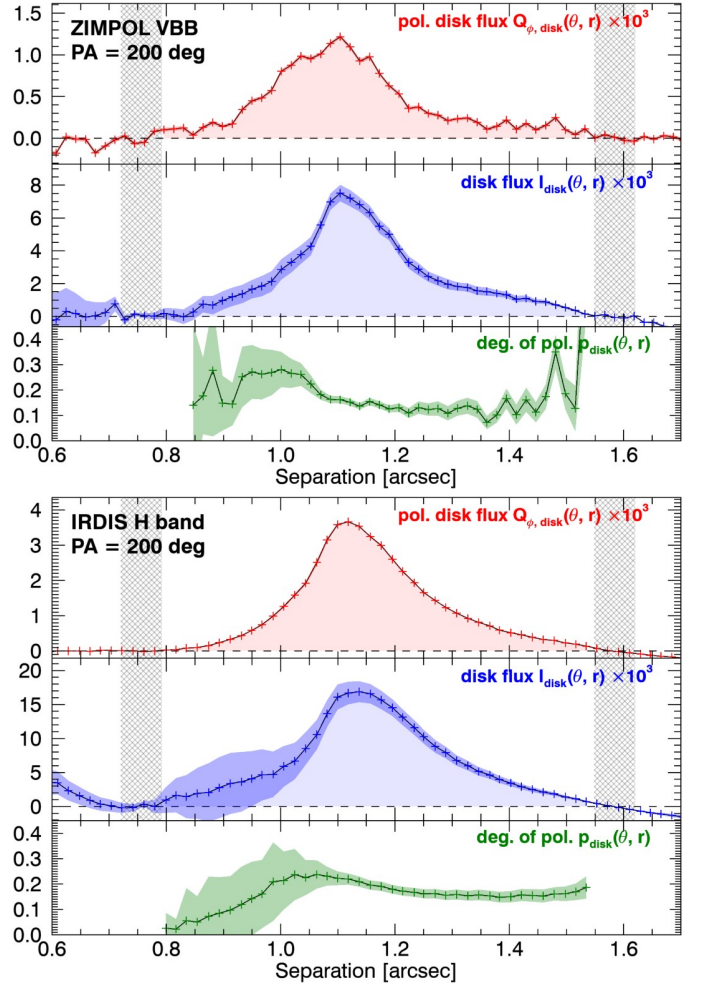 ZIMPOL VBB
PA = 200 deg
pol. disk flux Qϕ, disk(θ, r) ×10³
1.5
1.0
0.5
0.0
disk flux Idisk(θ, r) ×10³
8
6
4
2
0
deg. of pol. pdisk(θ, r)
0.4
0.3
0.2
0.1
0.0
0.6 0.8 1.0 1.2 1.4 1.6
Separation [arcsec]
IRDIS H band
PA = 200 deg
pol. disk flux Qϕ, disk(θ, r) ×10³
4
3
2
1
0
disk flux Idisk(θ, r) ×10³
20
15
10
5
0
deg. of pol. pdisk(θ, r)
0.4
0.3
0.2
0.1
0.0
0.6 0.8 1.0 1.2 1.4 1.6
Separation [arcsec]